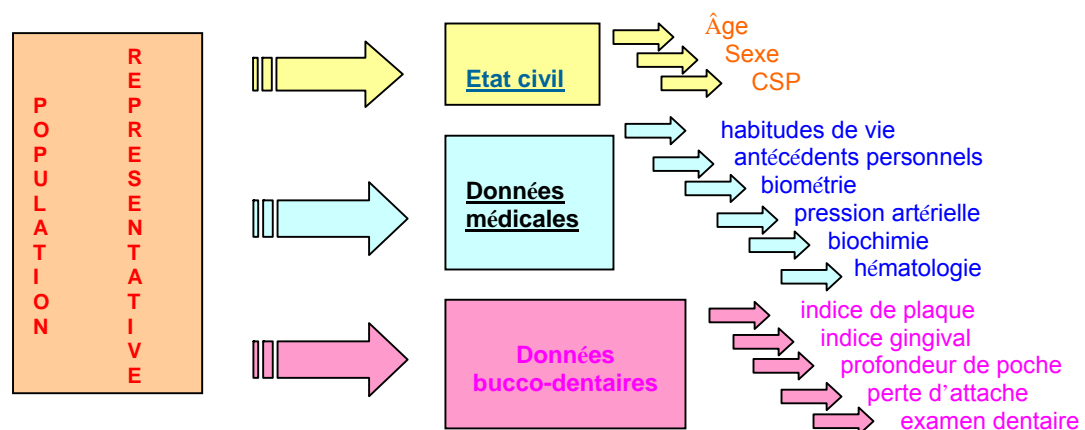 POPULATION
REPRESENTATIVE
Etat civil
Âge
Sexe
CSP
Données
médicales
habitudes de vie
antécédents personnels
biométrie
pression artérielle
biochimie
hématologie
Données
bucco-dentaires
indice de plaque
indice gingival
profondeur de poche
perte d'attache
examen dentaire